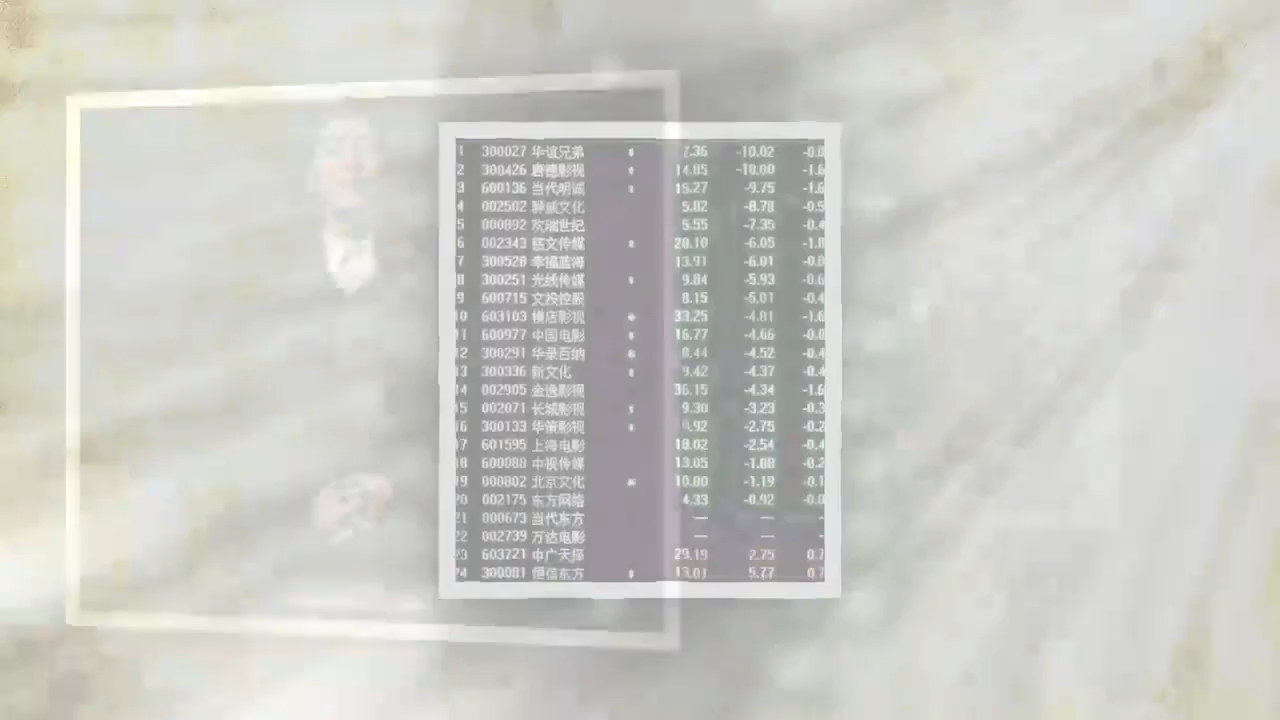 1 300027 华谊兄弟 7.36 -10.02
2 300426 唐德影视 14.85 -10.00
3 600136 当代明诚 15.27 -9.75
4 002502 骅威文化 5.82 -8.78
5 000892 欢瑞世纪 5.55 -7.35
6 002343 慈文传媒 20.10 -6.05
7 300528 幸福蓝海 13.91 -6.01
8 300251 光线传媒 9.84 -5.93
9 600715 文投控股 8.15 -5.01
10 603103 横店影视 33.25 -4.81
11 600977 中国电影 16.77 -4.66
12 300291 华录百纳 -4.52
13 300336 新文化 9.42 -4.37
14 002905 金逸影视 36.15 -4.34
15 002071 长城影视 9.30 -3.23
16 300133 华策影视 -2.75
17 601595 上海电影 18.02 -2.54
18 600088 中视传媒 13.05 -1.88
19 000802 北京文化 10.80 -1.19
20 002175 东方网络 4.33 -0.92
21 000673 当代东方 — — –
22 002739 万达电影 — — –
23 603721 中广天择 29.19 2.75
24 300081 恒信东方 13.01 5.77